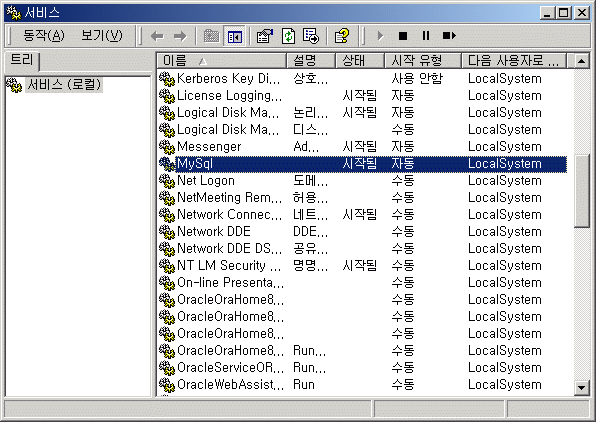 서비스
동작(A) 보기(V)
트리
서비스 (로컬)
이름 설명 상태 시작 유형 다음 사용자로 ...
Kerberos Key Di... 상호... 사용 안함 LocalSystem
License Logging... 시작됨 자동 LocalSystem
Logical Disk Ma... 논리... 시작됨 자동 LocalSystem
Logical Disk Ma... 디스... 수동 LocalSystem
Messenger Ad... 시작됨 자동 LocalSystem
MySql 시작됨 자동 LocalSystem
Net Logon 도메... 수동 LocalSystem
NetMeeting Rem... 허용... 수동 LocalSystem
Network Connec... 네트... 시작됨 수동 LocalSystem
Network DDE DDE... 수동 LocalSystem
Network DDE DS... 공유... 수동 LocalSystem
NT LM Security ... 명명... 시작됨 수동 LocalSystem
On-line Presenta... 수동 LocalSystem
OracleOraHome8... 수동 LocalSystem
OracleOraHome8... 수동 LocalSystem
OracleOraHome8... 수동 LocalSystem
OracleOraHome8... Run... 수동 LocalSystem
OracleServiceOR... Run... 수동 LocalSystem
OracleWebAssist... Run 수동 LocalSystem